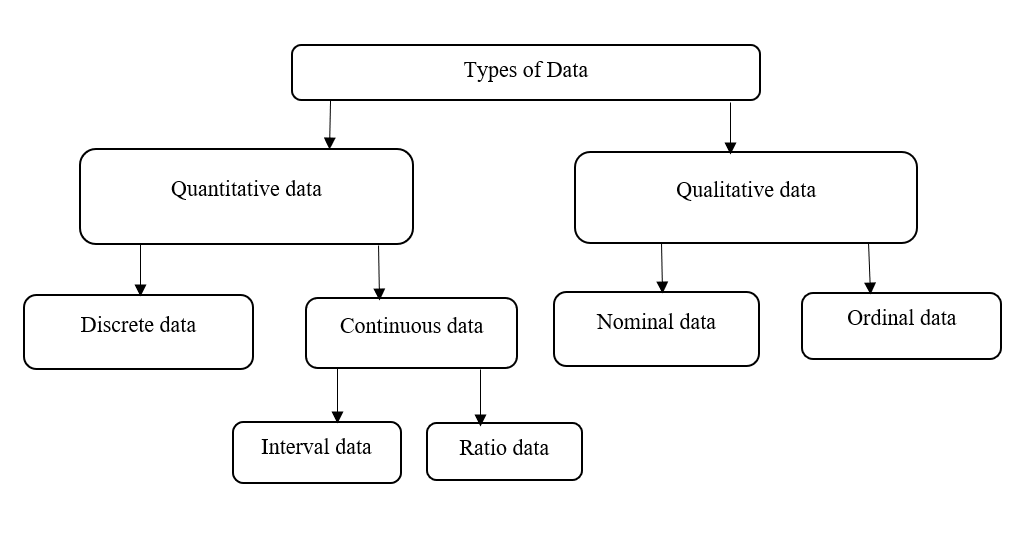 Types of Data
Quantitative data
Qualitative data
Discrete data
Continuous data
Nominal data
Ordinal data
Interval data
Ratio data